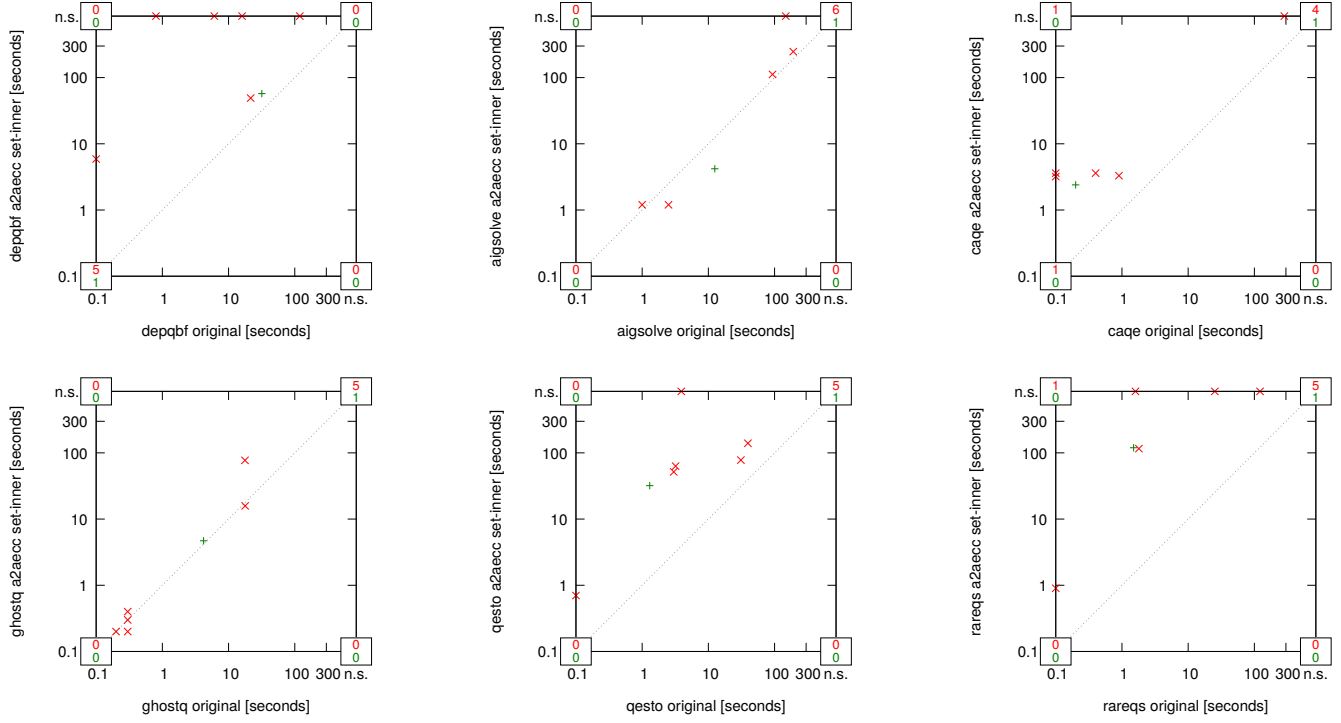 0 0
n.s. 0 0
300
100
10
1
5 0
0.1 1 0
0.1 1 10 100 300 n.s.
depqbf a2aecc set-inner [seconds]
depqbf original [seconds]
0 6
n.s. 0 1
300
100
10
1
0 0
0.1 0 0
0.1 1 10 100 300 n.s.
aigsolve a2aecc set-inner [seconds]
aigsolve original [seconds]
1 4
n.s. 0 1
300
100
10
1
1 0
0.1 0 0
0.1 1 10 100 300 n.s.
caqe a2aecc set-inner [seconds]
caqe original [seconds]
0 5
n.s. 0 1
300
100
10
1
0 0
0.1 0 0
0.1 1 10 100 300 n.s.
ghostq a2aecc set-inner [seconds]
ghostq original [seconds]
0 5
n.s. 0 1
300
100
10
1
0 0
0.1 0 0
0.1 1 10 100 300 n.s.
qesto a2aecc set-inner [seconds]
qesto original [seconds]
1 5
n.s. 0 1
300
100
10
1
0 0
0.1 0 0
0.1 1 10 100 300 n.s.
rareqs a2aecc set-inner [seconds]
rareqs original [seconds]